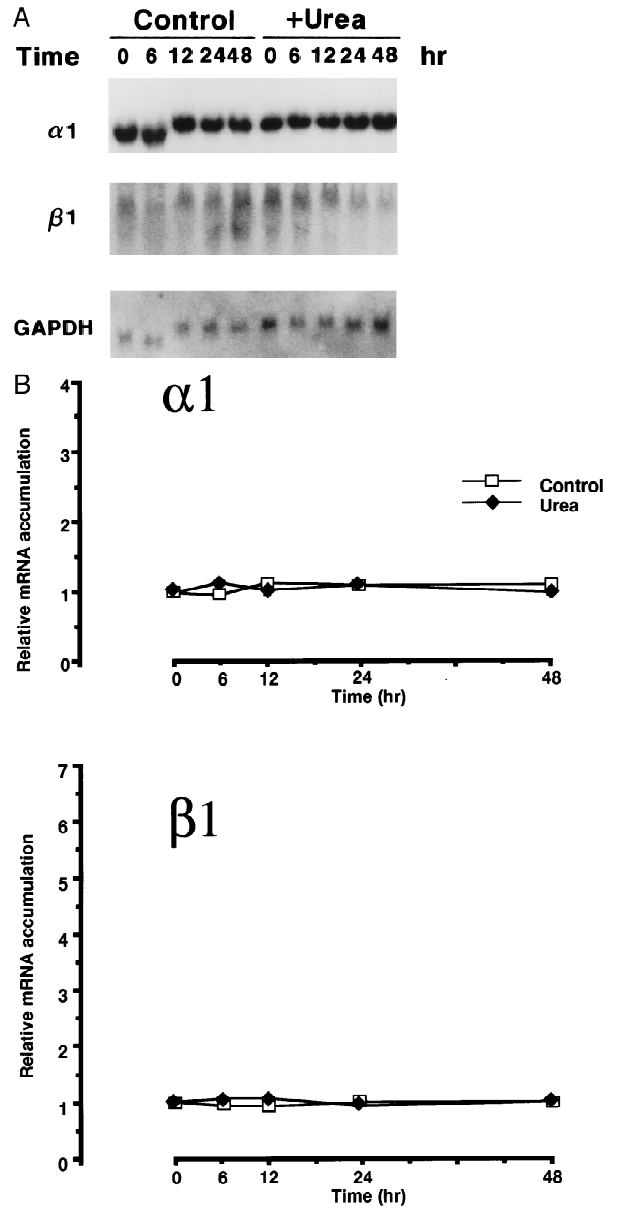 A
Control +Urea
Time 0 6 12 24 48 0 6 12 24 48 hr
α1
β1
GAPDH
B
α1
4
3
2
1
0
Relative mRNA accumulation
Control
Urea
0 6 12 24 48
Time (hr)
β1
7
6
5
4
3
2
1
0
Relative mRNA accumulation
0 6 12 24 48
Time (hr)